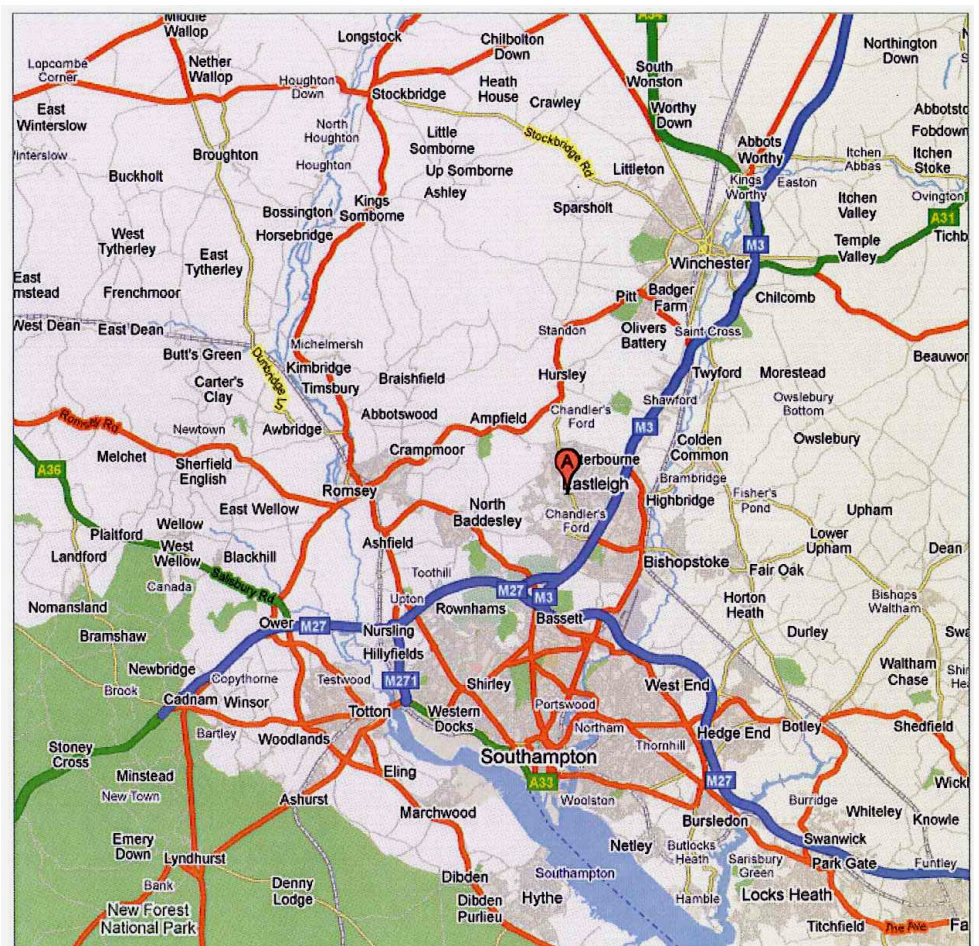 Middle
Wallop
Longstock
Chilbolton
Down
A34
Northington
Down
Lopcombe
Corner
Nether
Wallop
Houghton
Down
Stockbridge
Heath
House
Crawley
South
Wonston
Worthy
Down
East
Winterslow
North
Houghton
Little
Somborne
Stockbridge Rd
Abbots
Worthy
Fobdown
Broughton
Houghton
Up Somborne
Littleton
Kings
Worthy
Itchen
Abbas
Itchen
Stoke
Buckholt
Ashley
Easton
Ovington
Bossington
Kings
Somborne
Sparsholt
Itchen
Valley
A31
West
Tytherley
Horsebridge
M3
Temple
Valley
East
Tytherley
Winchester
East
Frenchmoor
Pitt
Badger
Farm
Chilcomb
West Dean
East Dean
Michelmersh
Standon
Olivers
Battery
Saint Cross
Butt's Green
Dunbridge Ln
Kimbridge
Timsbury
Braishfield
Hursley
Twyford
Morestead
Carter's
Clay
Abbotswood
Ampfield
Chandler's
Ford
Shawford
Owslebury
Bottom
Romsey Rd
Newtown
Awbridge
Crampmoor
M3
Colden
Common
Owslebury
A36
Melchet
Sherfield
English
Romsey
A
Eastleigh
Brambridge
Highbridge
Fisher's
Pond
East Wellow
North
Baddesley
Chandler's
Ford
Upham
Plaitford
Wellow
West
Wellow
Blackhill
Ashfield
Bishopstoke
Lower
Upham
Dean
Landford
Canada
Salisbury Rd
Toothill
M27
M3
Fair Oak
Nomansland
Upton
Rownhams
Bassett
Horton
Heath
Bishops
Waltham
Bramshaw
Ower
M27
Nursling
Hillyfields
Durley
Newbridge
Copythorne
Testwood
M271
Shirley
West End
Waltham
Chase
Brook
Cadnam
Winsor
Totton
Western
Docks
Portswood
Northam
Botley
Shedfield
Bartley
Woodlands
Southampton
Thornhill
Hedge End
Stoney
Cross
Minstead
New Town
Eling
A33
M27
Ashurst
Marchwood
Woolston
Bursledon
Burridge
Whiteley
Knowle
Emery
Down
Netley
Butlocks
Heath
Swanwick
Lyndhurst
Sarisbury
Green
Park Gate
Funtley
Bank
Denny
Lodge
Dibden
Southampton
Hythe
Hamble
Locks Heath
New Forest
National Park
Dibden
Purlieu
Titchfield
The Ave